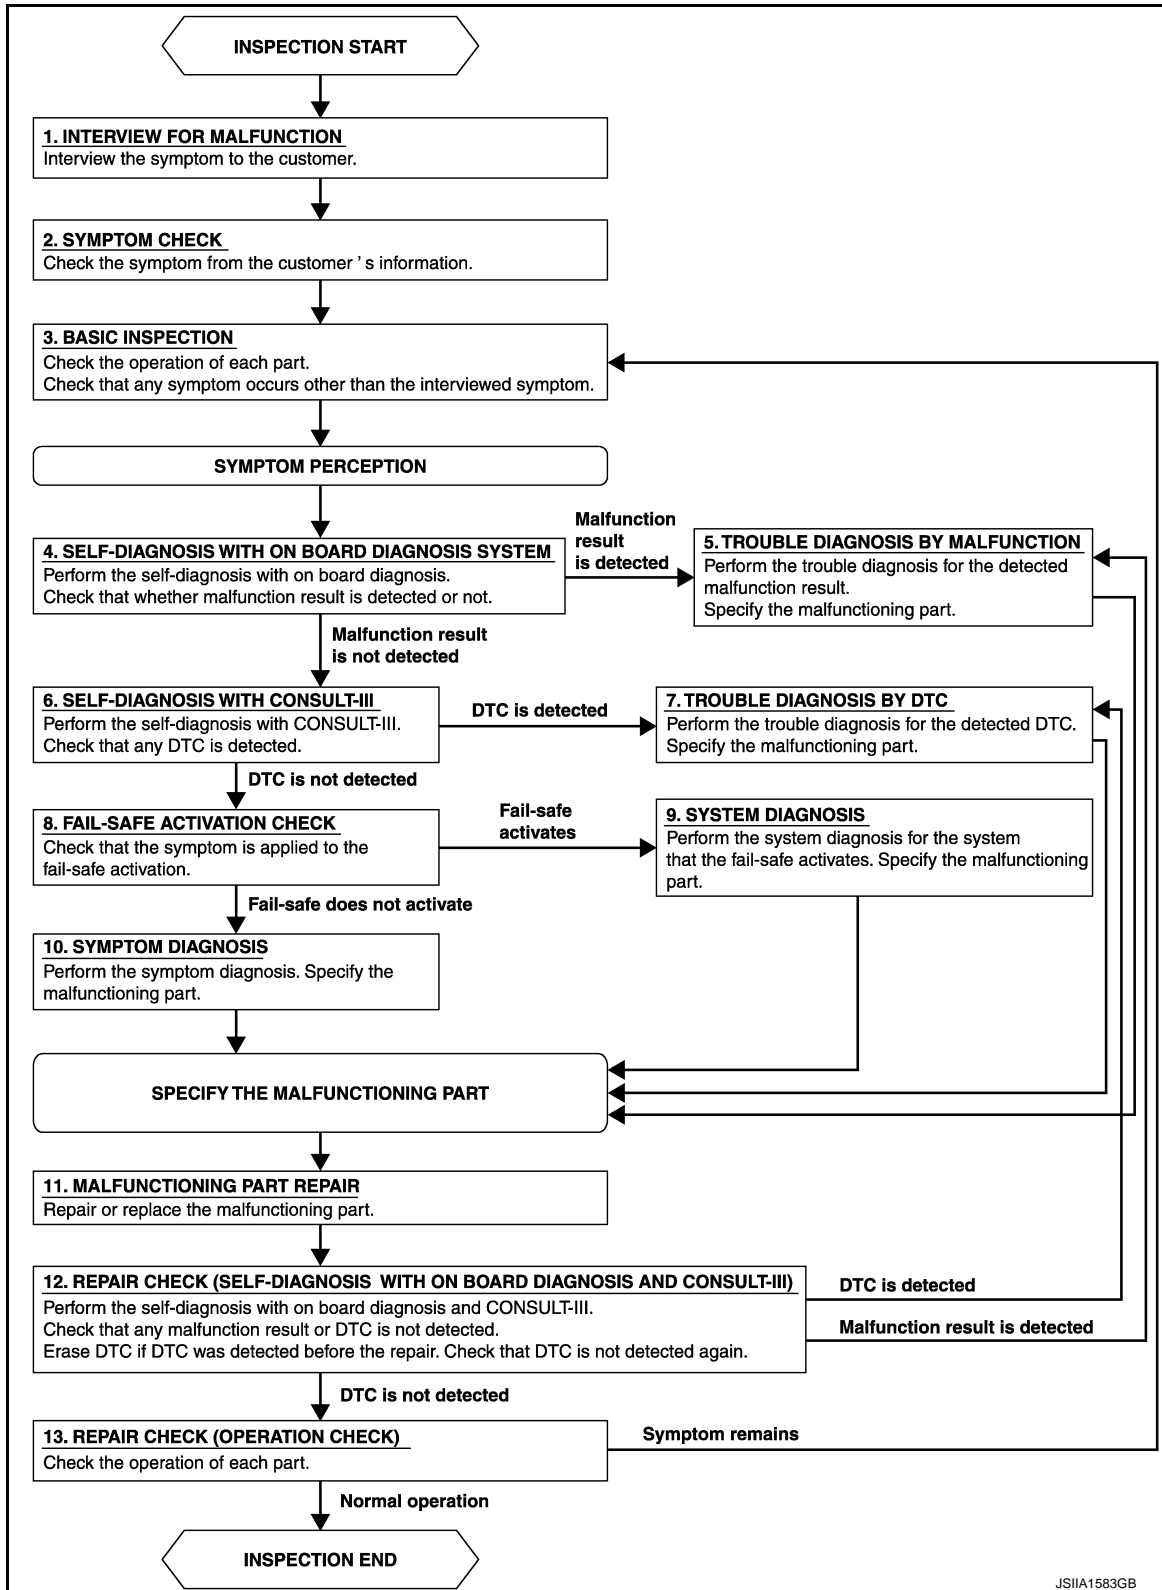 INSPECTION START
1. INTERVIEW FOR MALFUNCTION
Interview the symptom to the customer.
2. SYMPTOM CHECK
Check the symptom from the customer ' s information.
3. BASIC INSPECTION
Check the operation of each part.
Check that any symptom occurs other than the interviewed symptom.
SYMPTOM PERCEPTION
4. SELF-DIAGNOSIS WITH ON BOARD DIAGNOSIS SYSTEM
Perform the self-diagnosis with on board diagnosis.
Check that whether malfunction result is detected or not.
Malfunction
result
is detected
5. TROUBLE DIAGNOSIS BY MALFUNCTION
Perform the trouble diagnosis for the detected
malfunction result.
Specify the malfunctioning part.
Malfunction result
is not detected
6. SELF-DIAGNOSIS WITH CONSULT-III
Perform the self-diagnosis with CONSULT-III.
Check that any DTC is detected.
DTC is detected
7. TROUBLE DIAGNOSIS BY DTC
Perform the trouble diagnosis for the detected DTC.
Specify the malfunctioning part.
DTC is not detected
8. FAIL-SAFE ACTIVATION CHECK
Check that the symptom is applied to the
fail-safe activation.
Fail-safe
activates
9. SYSTEM DIAGNOSIS
Perform the system diagnosis for the system
that the fail-safe activates. Specify the malfunctioning
part.
Fail-safe does not activate
10. SYMPTOM DIAGNOSIS
Perform the symptom diagnosis. Specify the
malfunctioning part.
SPECIFY THE MALFUNCTIONING PART
11. MALFUNCTIONING PART REPAIR
Repair or replace the malfunctioning part.
12. REPAIR CHECK (SELF-DIAGNOSIS WITH ON BOARD DIAGNOSIS AND CONSULT-III)
Perform the self-diagnosis with on board diagnosis and CONSULT-III.
Check that any malfunction result or DTC is not detected.
Erase DTC if DTC was detected before the repair. Check that DTC is not detected again.
DTC is detected
Malfunction result is detected
DTC is not detected
13. REPAIR CHECK (OPERATION CHECK)
Check the operation of each part.
Symptom remains
Normal operation
INSPECTION END
JSIIA1583GB